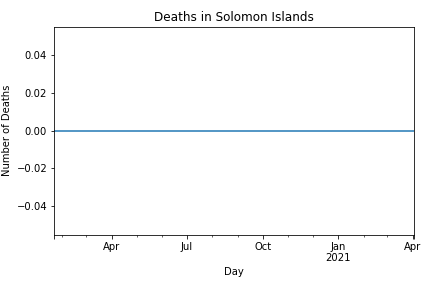 Deaths in Solomon Islands
0.04
0.02
0.00
−0.02
−0.04
Number of Deaths
Apr Jul Oct Jan Apr
2021
Day